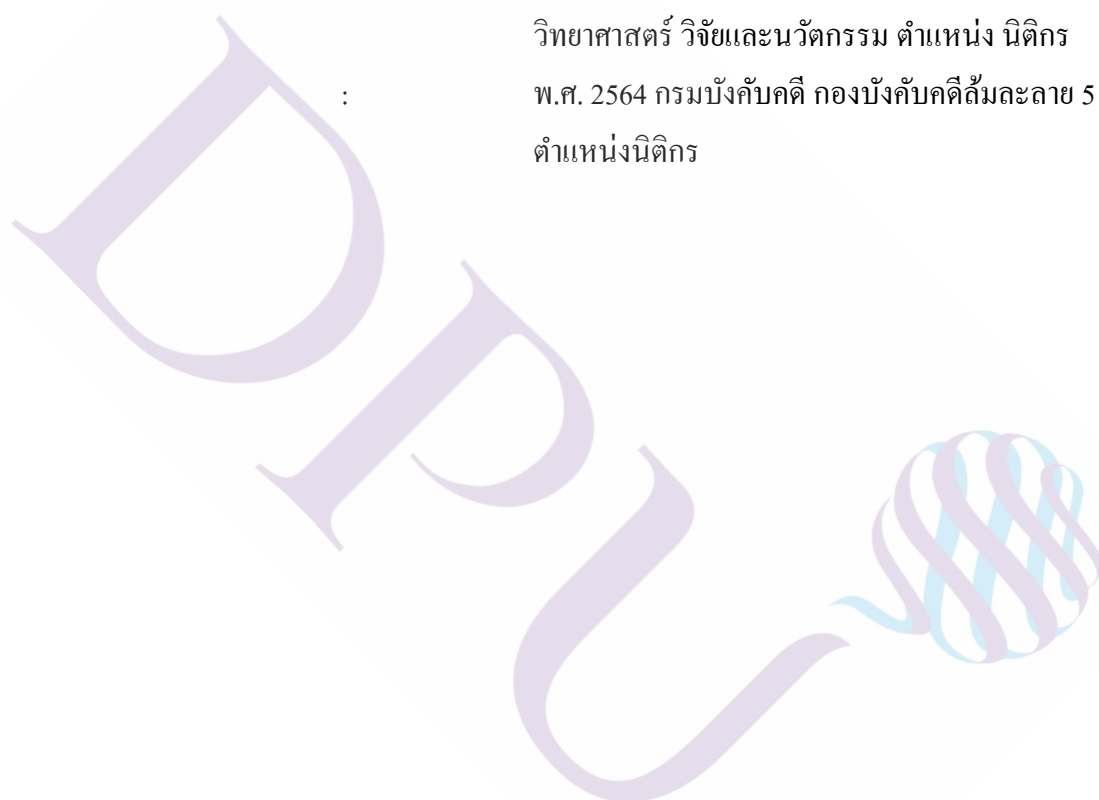 วิทยาศาสตร์ วิจัยและนวัตกรรม ตำแหน่ง นิติกร
: พ.ศ. 2564 กรมบังคับคดี กองบังคับคดีล้มละลาย 5
ตำแหน่งนิติกร
DPU